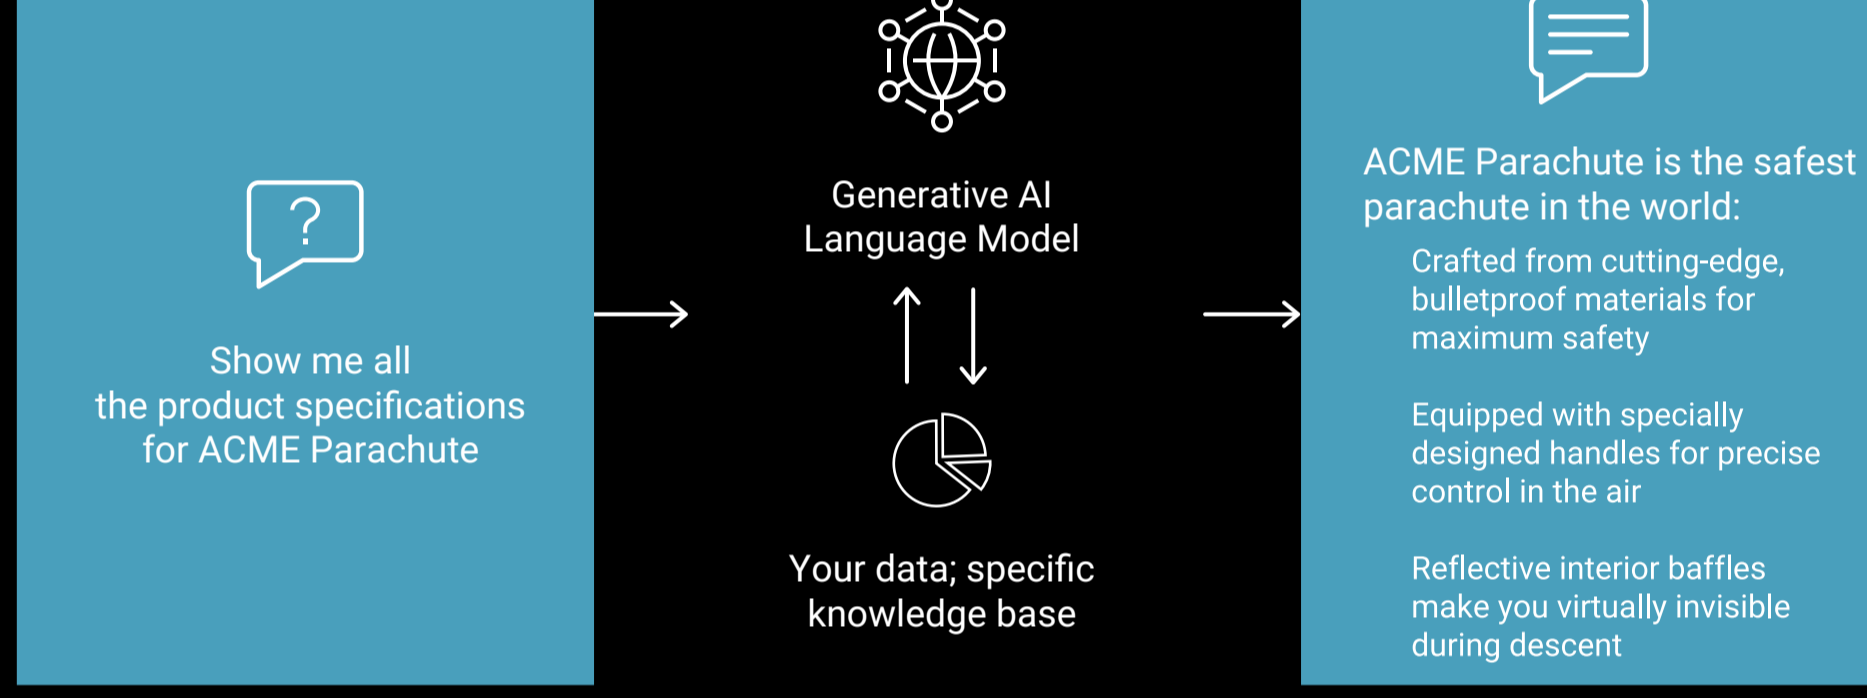 ?
Show me all
the product specifications
for ACME Parachute
Generative AI
Language Model
Your data; specific
knowledge base
ACME Parachute is the safest
parachute in the world:
Crafted from cutting-edge,
bulletproof materials for
maximum safety
Equipped with specially
designed handles for precise
control in the air
Reflective interior baffles
make you virtually invisible
during descent